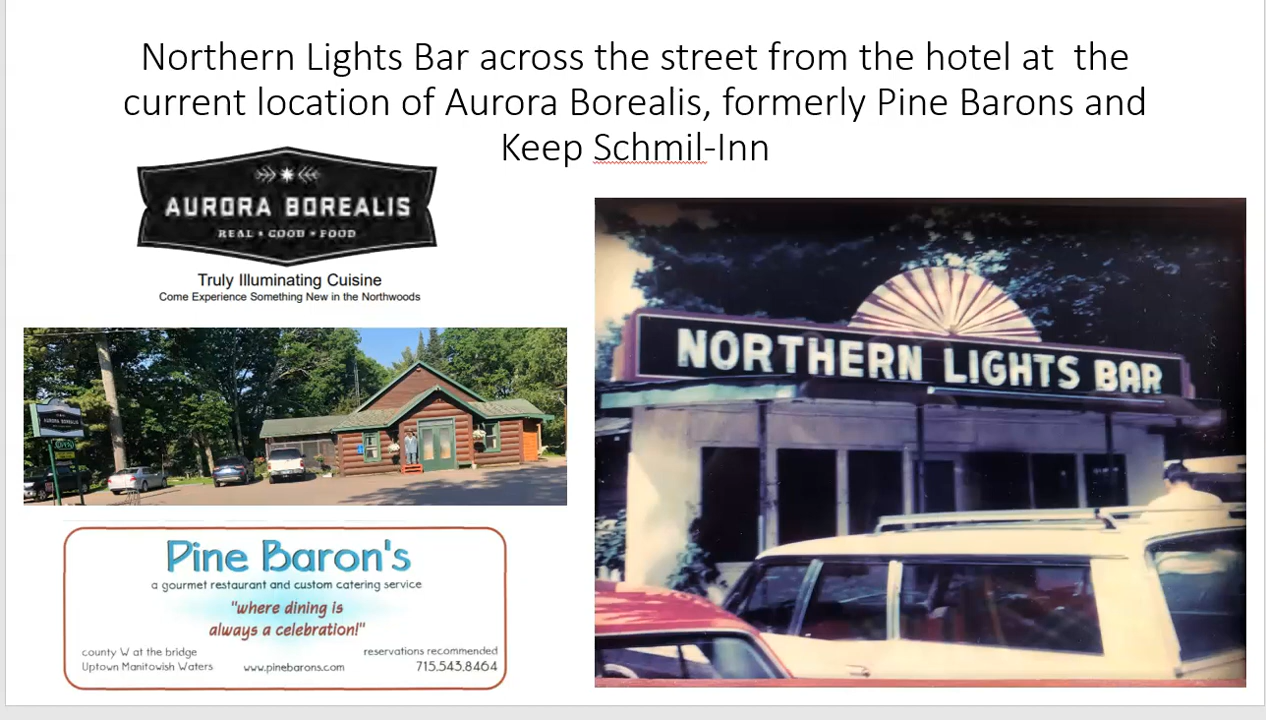 Northern Lights Bar across the street from the hotel at the
current location of Aurora Borealis, formerly Pine Barons and
Keep Schmil-Inn
AURORA BOREALIS
REAL • GOOD • FOOD
Truly Illuminating Cuisine
Come Experience Something New in the Northwoods
NORTHERN LIGHTS BAR
AURORA BOREALIS
OPEN
Pine Baron's
a gourmet restaurant and custom catering service
"where dining is
always a celebration!"
county W at the bridge
Uptown Manitowish Waters
www.pinebarons.com
reservations recommended
715.543.8464